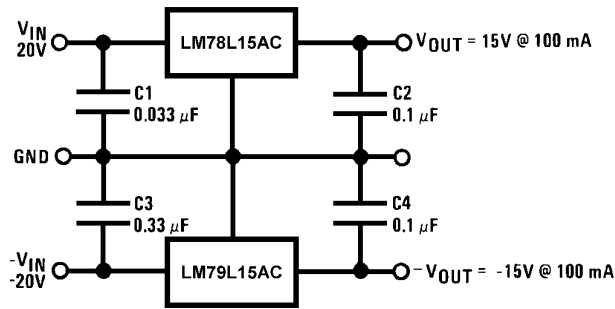 VIN
20V
LM78L15AC
VOUT = 15V @ 100 mA
C1
0.033 µF
C2
0.1 µF
GND
C3
0.33 µF
C4
0.1 µF
-VIN
-20V
LM79L15AC
-VOUT = -15V @ 100 mA